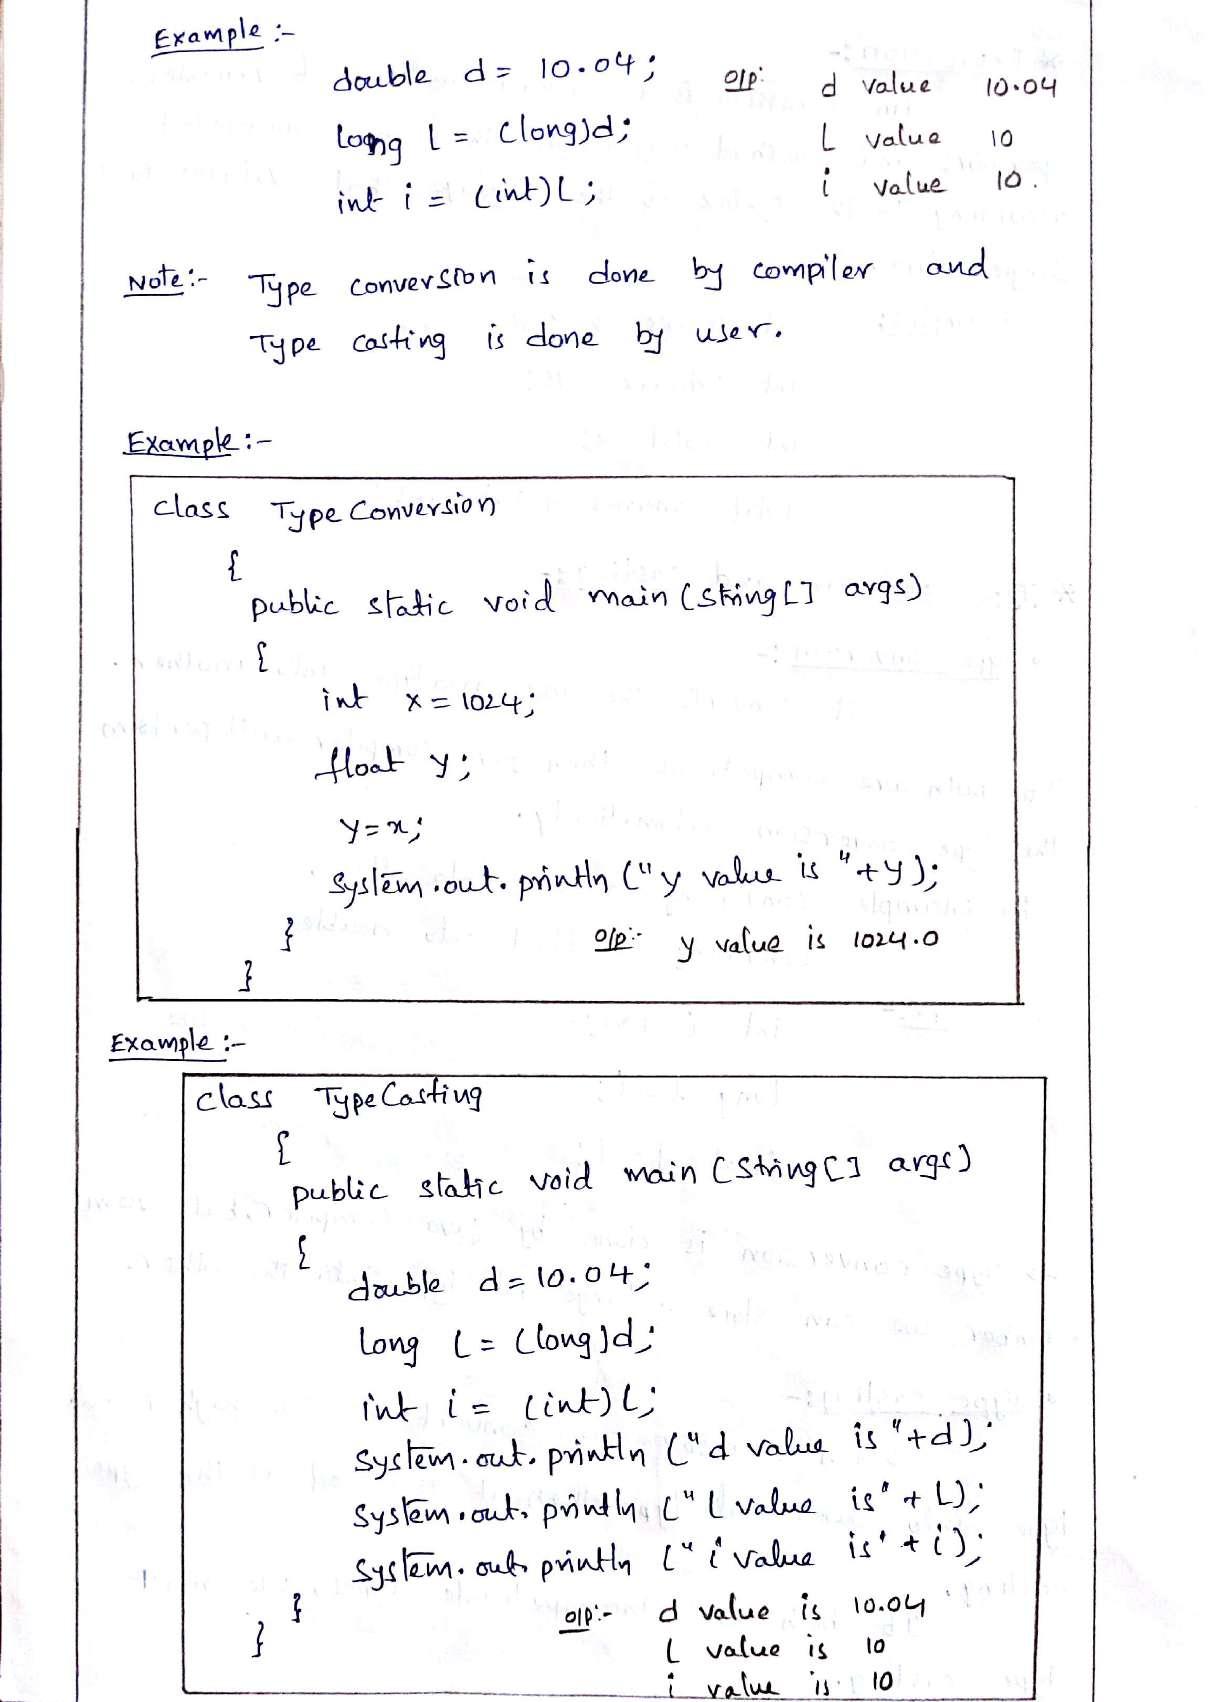 Example :-
double d = 10.04; o/p: d value 10.04
long l = (long)d; l value 10
int i = (int)l; i value 10.
Note :- Type conversion is done by compiler and
Type casting is done by user.
Example :-
class TypeConversion
{
public static void main (String[] args)
{
int x = 1024;
float y;
y=x;
System.out.println ("y value is "+y);
} o/p:- y value is 1024.0
}
Example :-
class TypeCasting
{
public static void main (String[] args)
{
double d=10.04;
long l = (long)d;
int i = (int)l;
System.out.println ("d value is "+d);
System.out.println ("l value is" + L);
System.out.println ("i value is' + i);
} o/p:- d value is 10.04
} l value is 10
i value is 10